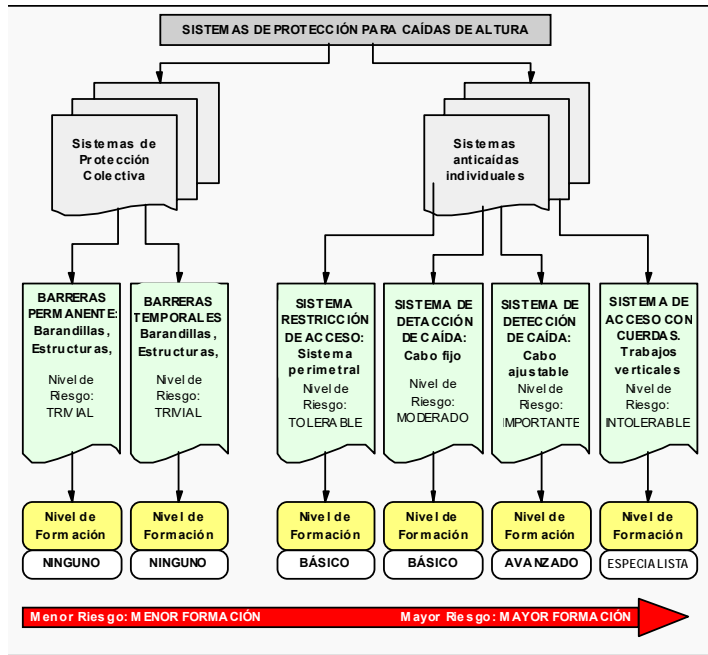 SISTEMAS DE PROTECCIÓN PARA CAÍDAS DE ALTURA
Sistemas de
Protección
Colectiva
Sistemas
anticaídas
individuales
BARRERAS
PERMANENTE:
Barandillas,
Estructuras,
Nivel de
Riesgo:
TRIVIAL
BARRERAS
TEMPORALES
Barandillas,
Estructuras,
Nivel de
Riesgo:
TRIVIAL
SISTEMA
RESTRICCIÓN
DE ACCESO:
Sistema
perimetral
Nivel de
Riesgo:
TOLERABLE
SISTEMA DE
DETACCIÓN
DE CAÍDA:
Cabo fijo
Nivel de
Riesgo:
MODERADO
SISTEMA DE
DETECCIÓN
DE CAÍDA:
Cabo
ajustable
Nivel de
Riesgo:
IMPORTANTE
SISTEMA DE
ACCESO CON
CUERDAS.
Trabajos
verticales
Nivel de
Riesgo:
INTOLERABLE
Nivel de
Formación
NINGUNO
Nivel de
Formación
NINGUNO
Nivel de
Formación
BÁSICO
Nivel de
Formación
BÁSICO
Nivel de
Formación
AVANZADO
Nivel de
Formación
ESPECIALISTA
Menor Riesgo: MENOR FORMACIÓN
Mayor Riesgo: MAYOR FORMACIÓN